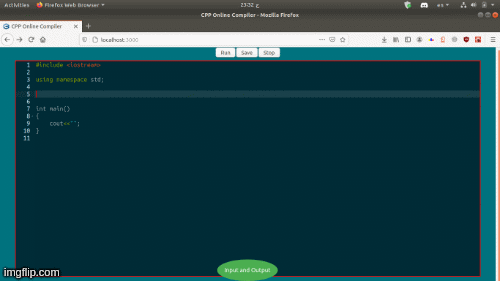 Activities Firefox Web Browser 23:32
CPP Online Compiler - Mozilla Firefox
CPP Online Compiler
localhost:3000
Run Save Stop
1 #include <iostream>
2
3 using namespace std;
4
5
6
7 int main()
8 {
9 cout<<"";
10 }
11
Input and Output
imgflip.com